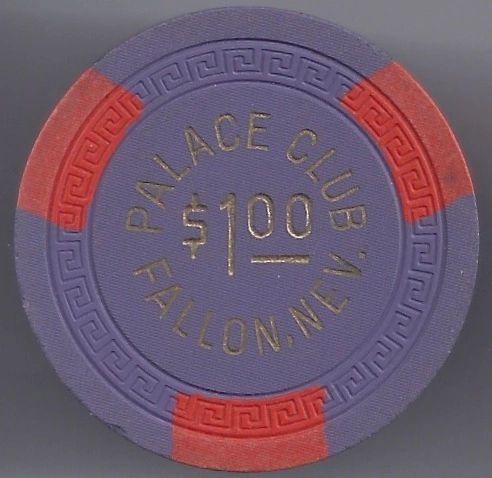 PALACE CLUB
$1.00
FALLON, NEV.